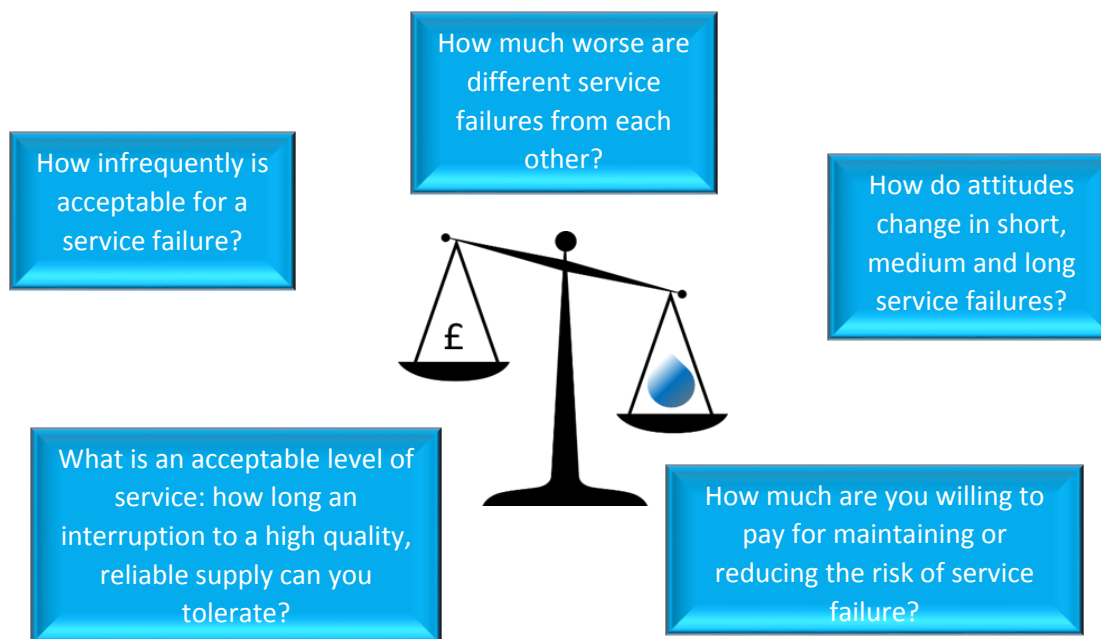 How much worse are
different service
failures from each
other?
How infrequently is
acceptable for a
service failure?
How do attitudes
change in short,
medium and long
service failures?
£
What is an acceptable level of
service: how long an
interruption to a high quality,
reliable supply can you
tolerate?
How much are you willing to
pay for maintaining or
reducing the risk of service
failure?